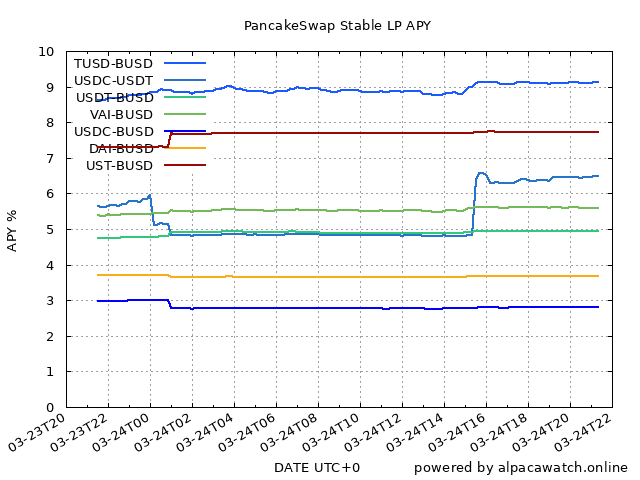 PancakeSwap Stable LP APY
10
9
8
7
6
5
4
3
2
1
0
APY %
TUSD-BUSD
USDC-USDT
USDT-BUSD
VAI-BUSD
USDC-BUSD
DAI-BUSD
UST-BUSD
03-23T20
03-23T22
03-24T00
03-24T02
03-24T04
03-24T06
03-24T08
03-24T10
03-24T12
03-24T14
03-24T16
03-24T18
03-24T20
03-24T22
DATE UTC+0
powered by alpacawatch.online